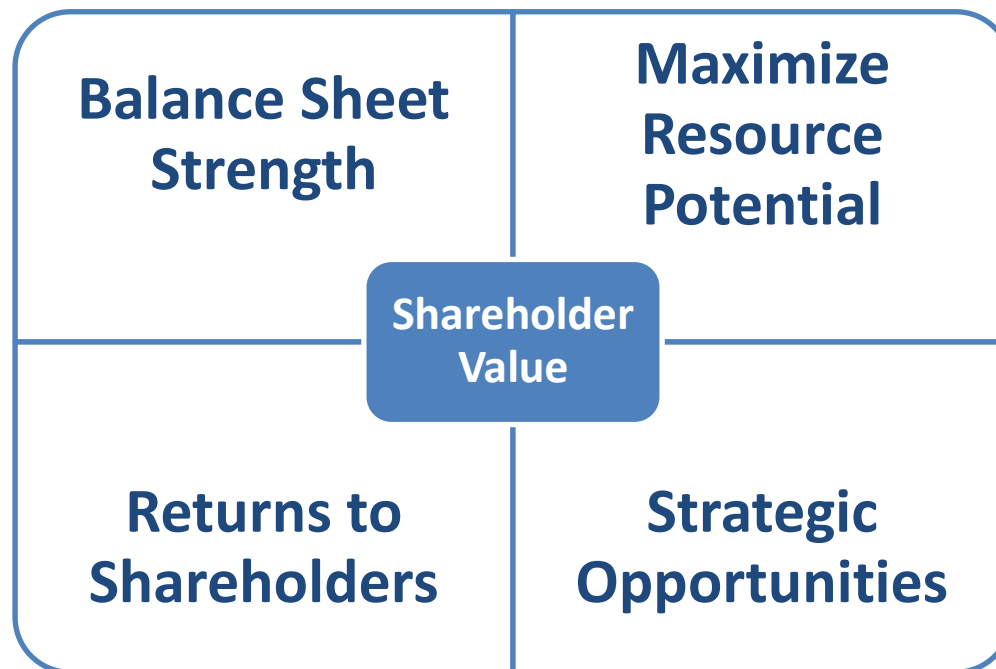 Balance Sheet
Strength
Maximize
Resource
Potential
Shareholder
Value
Returns to
Shareholders
Strategic
Opportunities